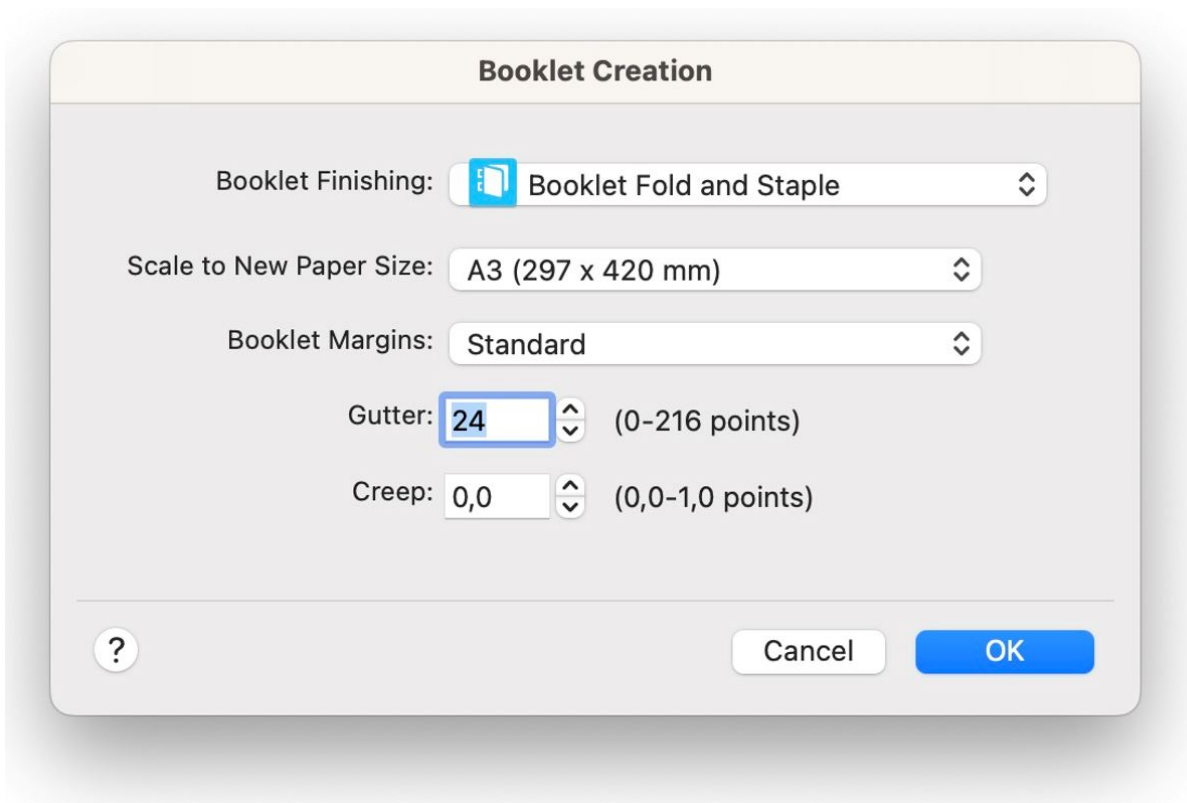 Booklet Creation
Booklet Finishing: Booklet Fold and Staple
Scale to New Paper Size: A3 (297 x 420 mm)
Booklet Margins: Standard
Gutter: 24 (0-216 points)
Creep: 0,0 (0,0-1,0 points)
? Cancel OK